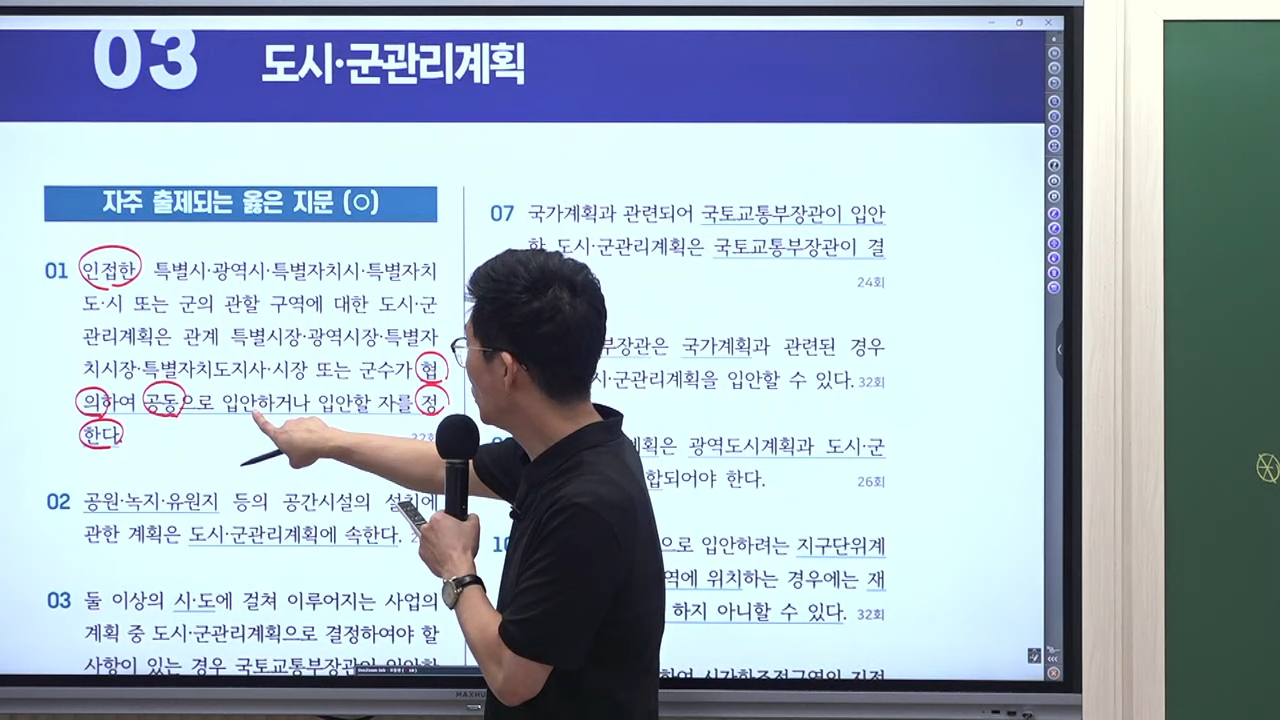 03 도시·군관리계획
자주 출제되는 옳은 지문 (○)
01 인접한 특별시·광역시·특별자치시·특별자치
도·시 또는 군의 관할 구역에 대한 도시·군
관리계획은 관계 특별시장·광역시장·특별자
치시장·특별자치도지사·시장 또는 군수가 협
의하여 공동으로 입안하거나 입안할 자를 정
한다.
02 공원·녹지·유원지 등의 공간시설의 설치에
관한 계획은 도시·군관리계획에 속한다.
03 둘 이상의 시·도에 걸쳐 이루어지는 사업의
계획 중 도시·군관리계획으로 결정하여야 할
사항이 있는 경우 국토교통부장관이 입안한
07 국가계획과 관련되어 국토교통부장관이 입안
한 도시·군관리계획은 국토교통부장관이 결
24회
부장관은 국가계획과 관련된 경우
시·군관리계획을 입안할 수 있다. 32회
계획은 광역도시계획과 도시·군
합되어야 한다. 26회
10
으로 입안하려는 지구단위계
역에 위치하는 경우에는 재
하지 아니할 수 있다. 32회
하여 시가화조정구역의 지정
MAXHU